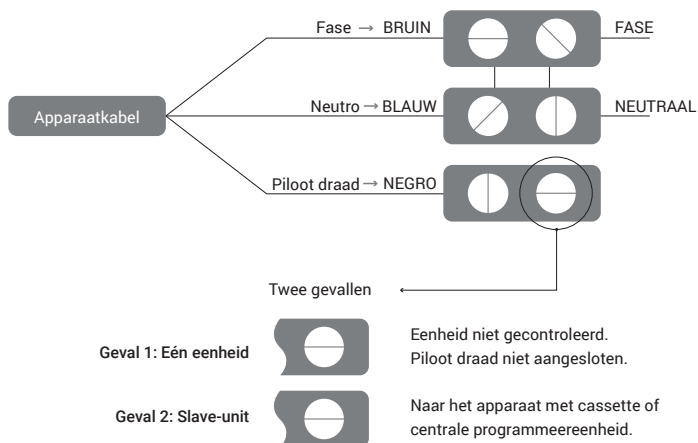 Fase → BRUIN
FASE
Apparaatkabel
Neutro → BLAUW
NEUTRAAL
Piloot draad → NEGRO
Twee gevallen
Geval 1: Eén eenheid
Eenheid niet gecontroleerd.
Piloot draad niet aangesloten.
Geval 2: Slave-unit
Naar het apparaat met cassette of
centrale programmeereenheid.